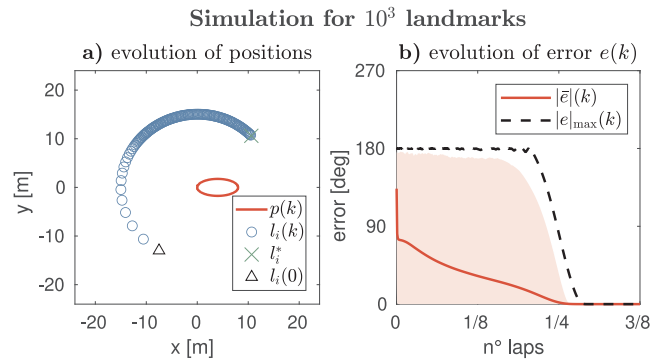 Simulation for 10³ landmarks
a) evolution of positions
y [m]
20
10
0
-10
-20
p(k)
lᵢ(k)
lᵢ*
lᵢ(0)
-20 -10 0 10 20
x [m]
b) evolution of error e(k)
error [deg]
270
180
90
0
|ē|(k)
|e|max(k)
0 1/8 1/4 3/8
n° laps